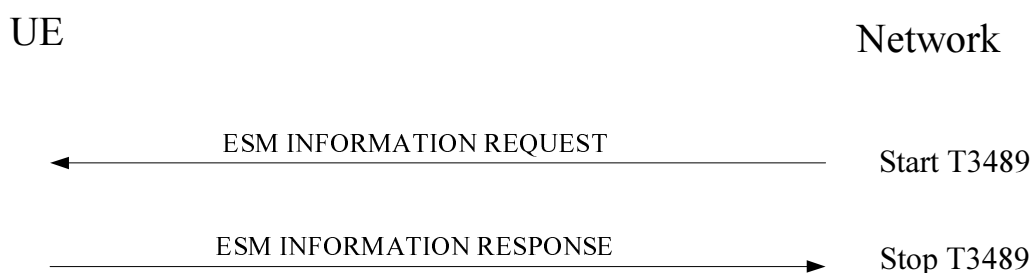 UE
Network
ESM INFORMATION REQUEST
Start T3489
ESM INFORMATION RESPONSE
Stop T3489